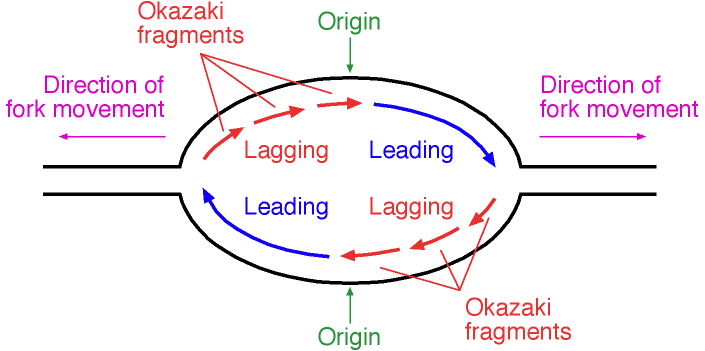 Okazaki
fragments
Origin
Direction of
fork movement
Direction of
fork movement
Lagging
Leading
Leading
Lagging
Okazaki
fragments
Origin